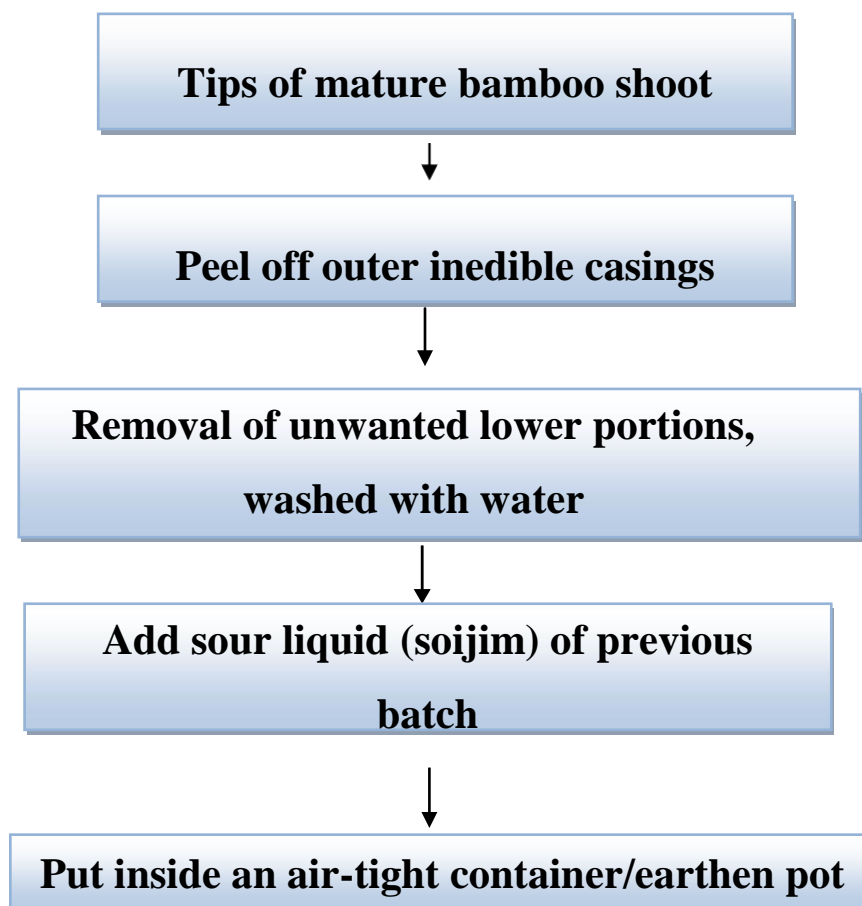 Tips of mature bamboo shoot
Peel off outer inedible casings
Removal of unwanted lower portions,
washed with water
Add sour liquid (soijim) of previous
batch
Put inside an air-tight container/earthen pot